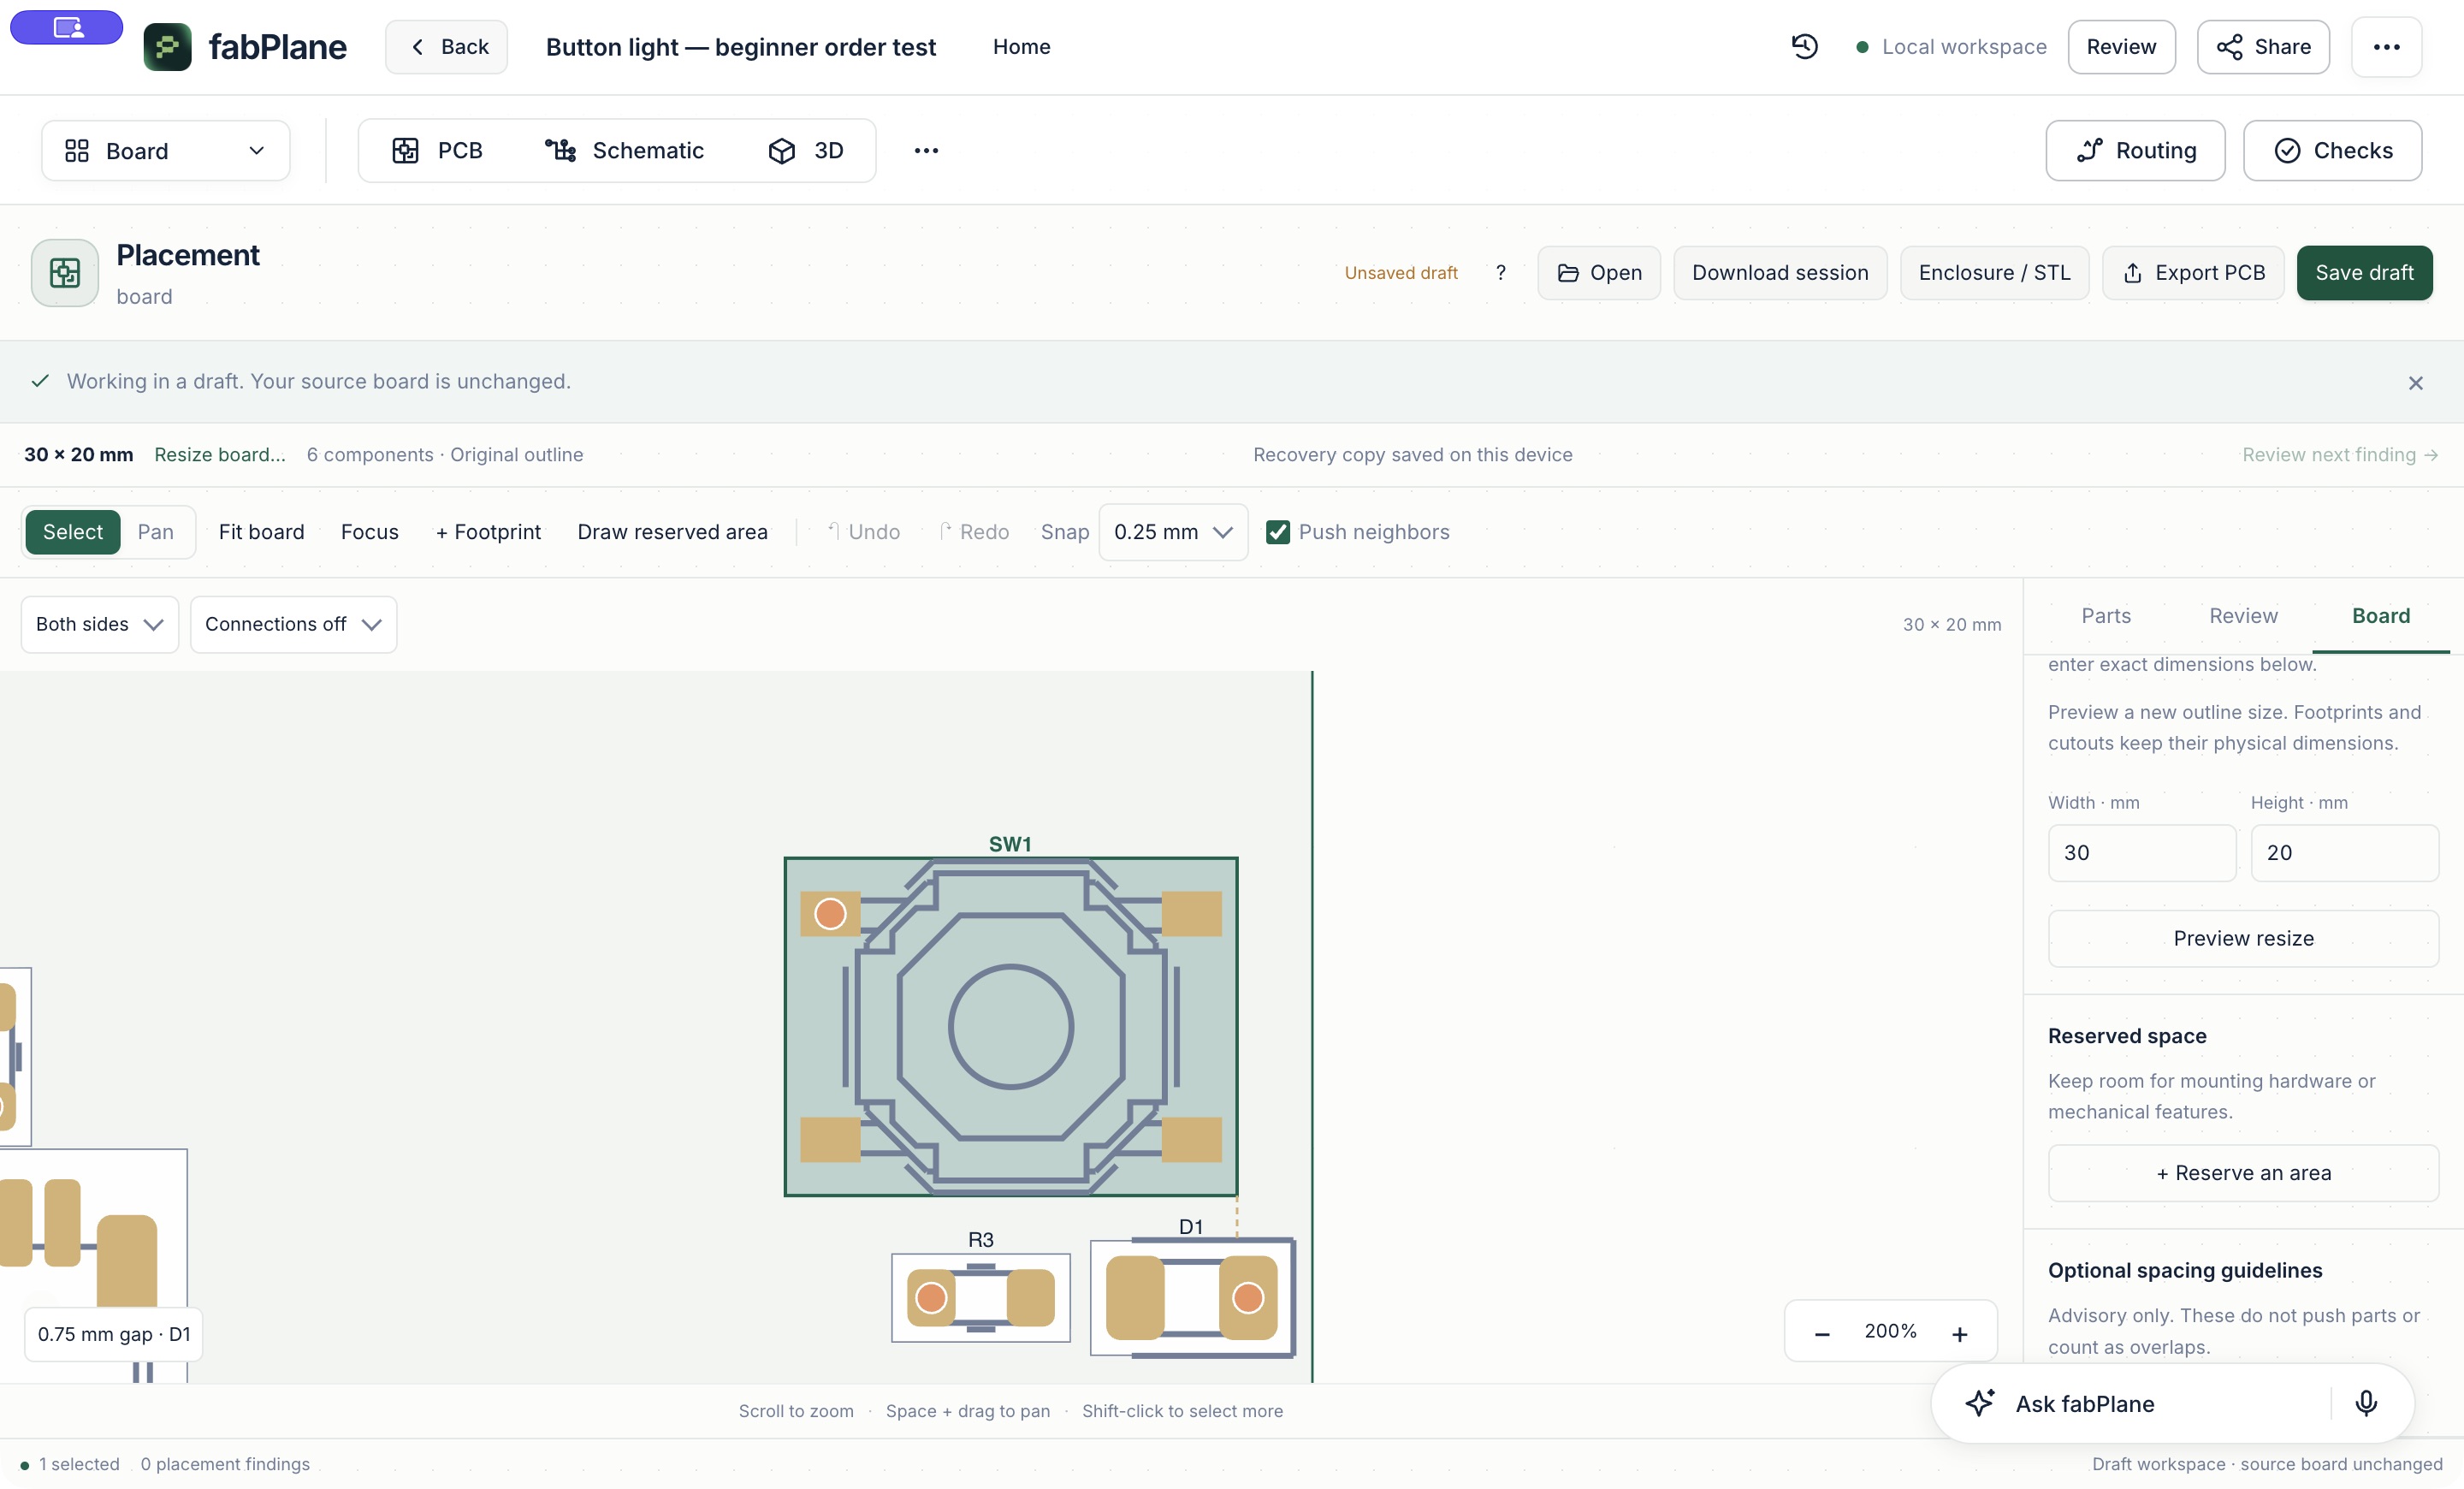 fabPlane
Back
Button light — beginner order test
Home
Local workspace
Review
Share
Board
PCB
Schematic
3D
Routing
Checks
Placement
board
Unsaved draft
?
Open
Download session
Enclosure / STL
Export PCB
Save draft
Working in a draft. Your source board is unchanged.
30 × 20 mm
Resize board...
6 components · Original outline
Recovery copy saved on this device
Review next finding →
Select
Pan
Fit board
Focus
+ Footprint
Draw reserved area
Undo
Redo
Snap
0.25 mm
Push neighbors
Both sides
Connections off
30 × 20 mm
Parts
Review
Board
enter exact dimensions below.
Preview a new outline size. Footprints and
cutouts keep their physical dimensions.
Width · mm
Height · mm
30
20
Preview resize
Reserved space
Keep room for mounting hardware or
mechanical features.
+ Reserve an area
Optional spacing guidelines
Advisory only. These do not push parts or
count as overlaps.
SW1
R3
D1
0.75 mm gap · D1
− 200% +
Scroll to zoom · Space + drag to pan · Shift-click to select more
Ask fabPlane
1 selected
0 placement findings
Draft workspace · source board unchanged